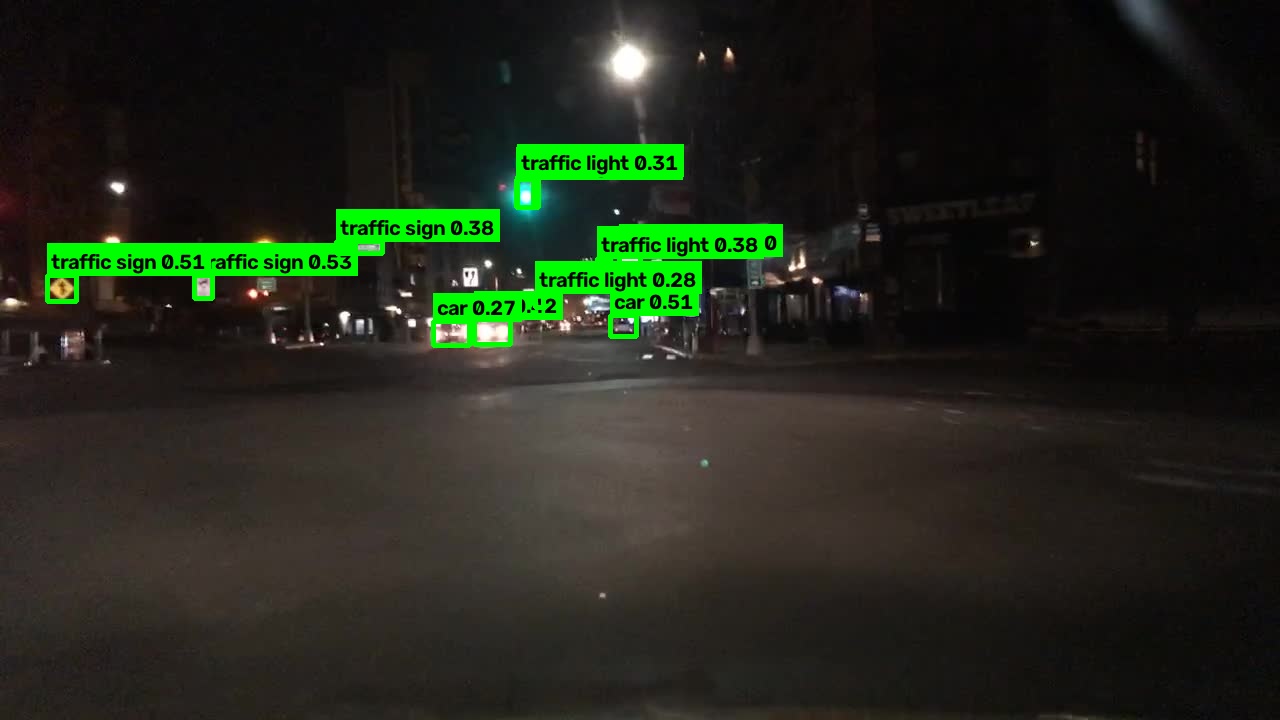 traffic light 0.31
traffic sign 0.38
traffic light 0.38
traffic sign 0.51
traffic sign 0.53
traffic light 0.28
car 0.51
car 0.27
SWEETLEAF